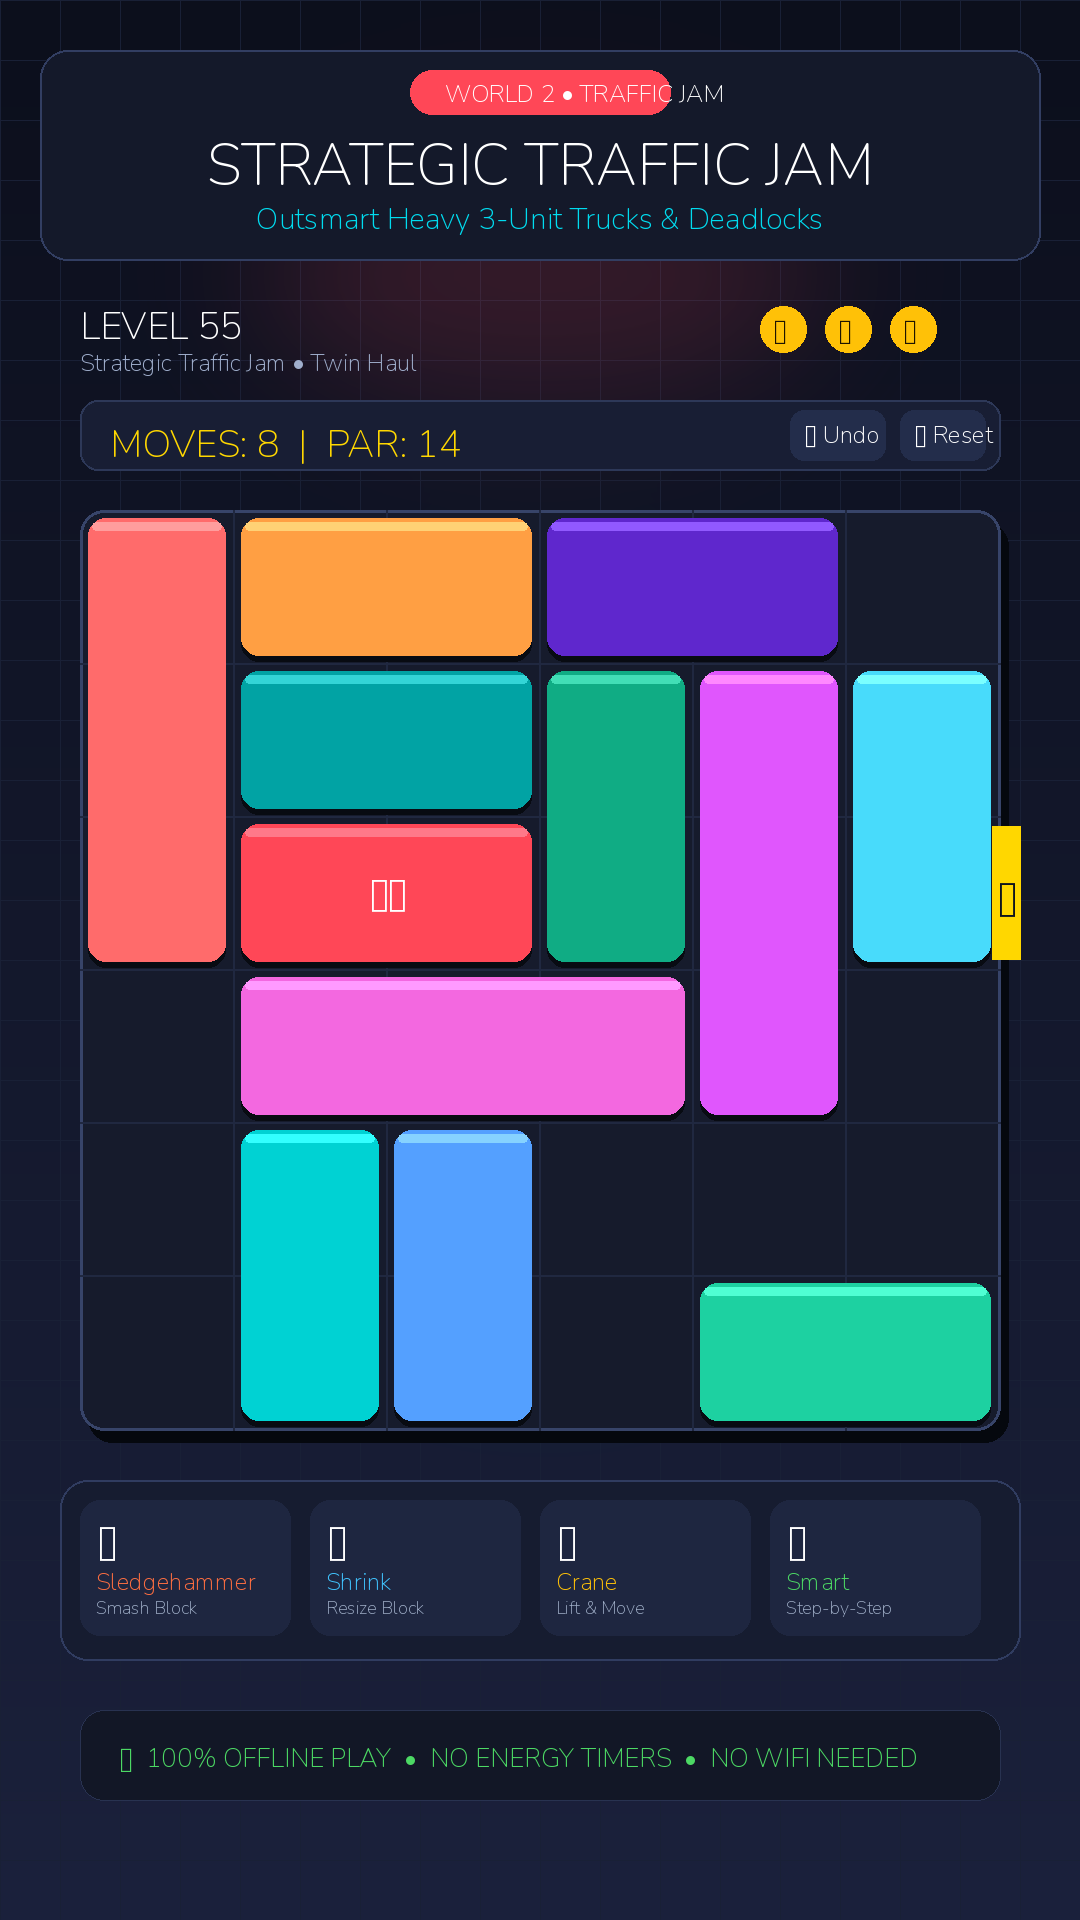 WORLD 2 • TRAFFIC JAM
STRATEGIC TRAFFIC JAM
Outsmart Heavy 3-Unit Trucks & Deadlocks
LEVEL 55
Strategic Traffic Jam • Twin Haul
MOVES: 8 | PAR: 14
Undo
Reset
Sledgehammer
Smash Block
Shrink
Resize Block
Crane
Lift & Move
Smart
Step-by-Step
100% OFFLINE PLAY • NO ENERGY TIMERS • NO WIFI NEEDED